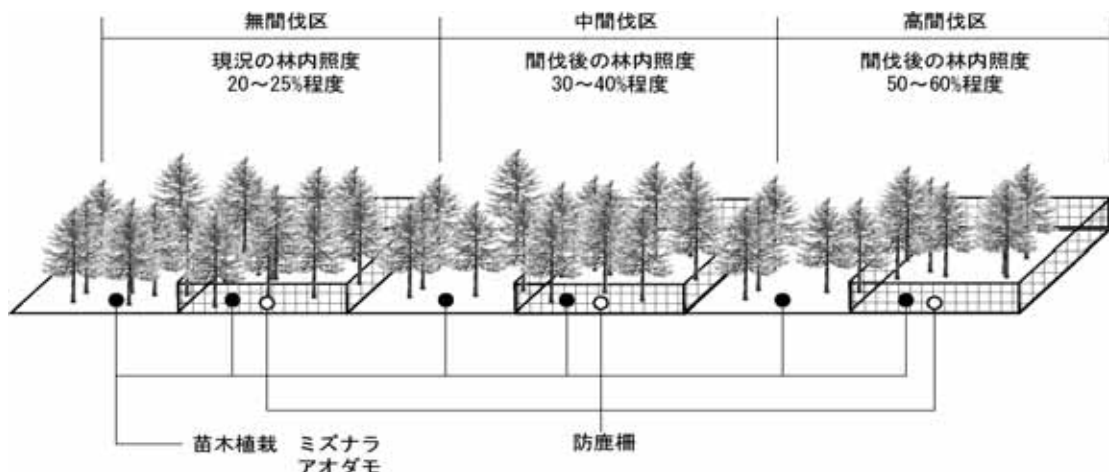 無間伐区
中間伐区
高間伐区
現況の林内照度
20～25%程度
間伐後の林内照度
30～40%程度
間伐後の林内照度
50～60%程度
苗木植栽 ミズナラ
アオダモ
防鹿柵